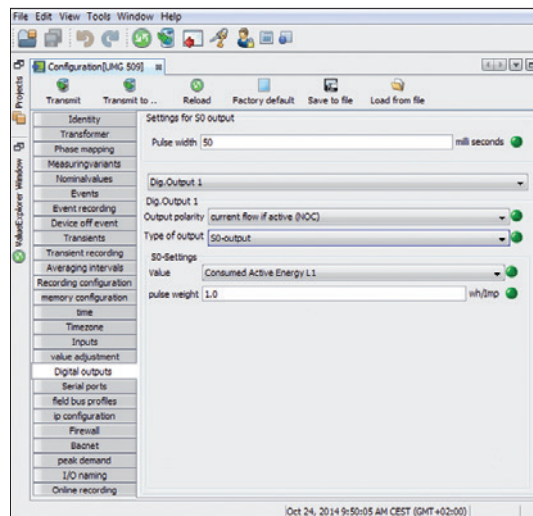 File Edit View Tools Window Help
Configuration[UMG 509]
Transmit Transmit to .. Reload Factory default Save to file Load from file
Projects
ValueExplorer Window
Identity
Transformer
Phase mapping
Measuringvariants
Nominalvalues
Events
Event recording
Device off event
Transients
Transient recording
Averaging intervals
Recording configuration
memory configuration
time
Timezone
Inputs
value adjustment
Digital outputs
Serial ports
field bus profiles
ip configuration
Firewall
Bacnet
peak demand
I/O naming
Online recording
Settings for S0 output
Pulse width 50 milli seconds
Dig.Output 1
Dig.Output 1
Output polarity current flow if active (NOC)
Type of output S0-output
S0-Settings
Value Consumed Active Energy L1
pulse weight 1.0 wh/Imp
Oct 24, 2014 9:50:05 AM CEST (GMT+02:00)